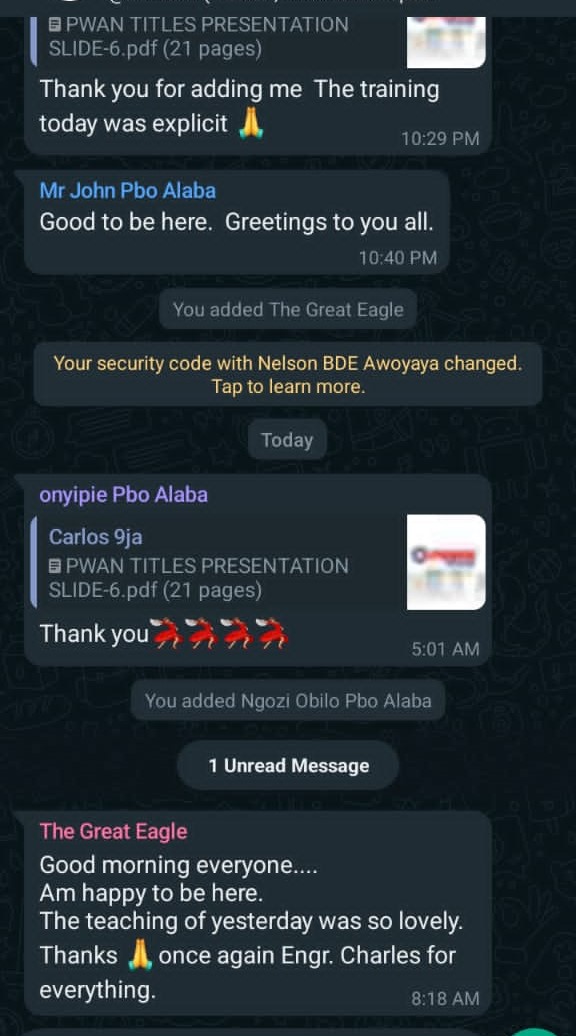 PWAN TITLES PRESENTATION
SLIDE-6.pdf (21 pages)
Thank you for adding me  The training
today was explicit 🙏
10:29 PM
Mr John Pbo Alaba
Good to be here.  Greetings to you all.
10:40 PM
You added The Great Eagle
Your security code with Nelson BDE Awoyaya changed.
Tap to learn more.
Today
onyipie Pbo Alaba
Carlos 9ja
PWAN TITLES PRESENTATION
SLIDE-6.pdf (21 pages)
Thank you💃💃💃💃
5:01 AM
You added Ngozi Obilo Pbo Alaba
1 Unread Message
The Great Eagle
Good morning everyone....
Am happy to be here.
The teaching of yesterday was so lovely.
Thanks 🙏 once again Engr. Charles for
everything.
8:18 AM